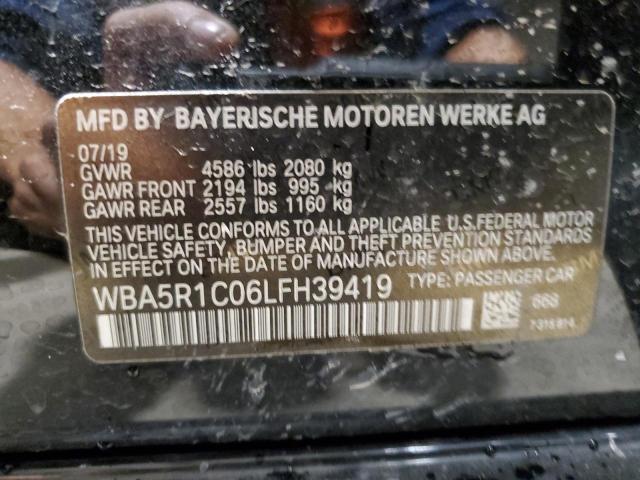 MFD BY BAYERISCHE MOTOREN WERKE AG
07/19
GVWR 4586 lbs 2080 kg
GAWR FRONT 2194 lbs 995 kg
GAWR REAR 2557 lbs 1160 kg
THIS VEHICLE CONFORMS TO ALL APPLICABLE U.S.FEDERAL MOTOR
VEHICLE SAFETY, BUMPER AND THEFT PREVENTION STANDARDS
IN EFFECT ON THE DATE OF MANUFACTURE SHOWN ABOVE.
WBA5R1C06LFH39419 TYPE: PASSENGER CAR
668